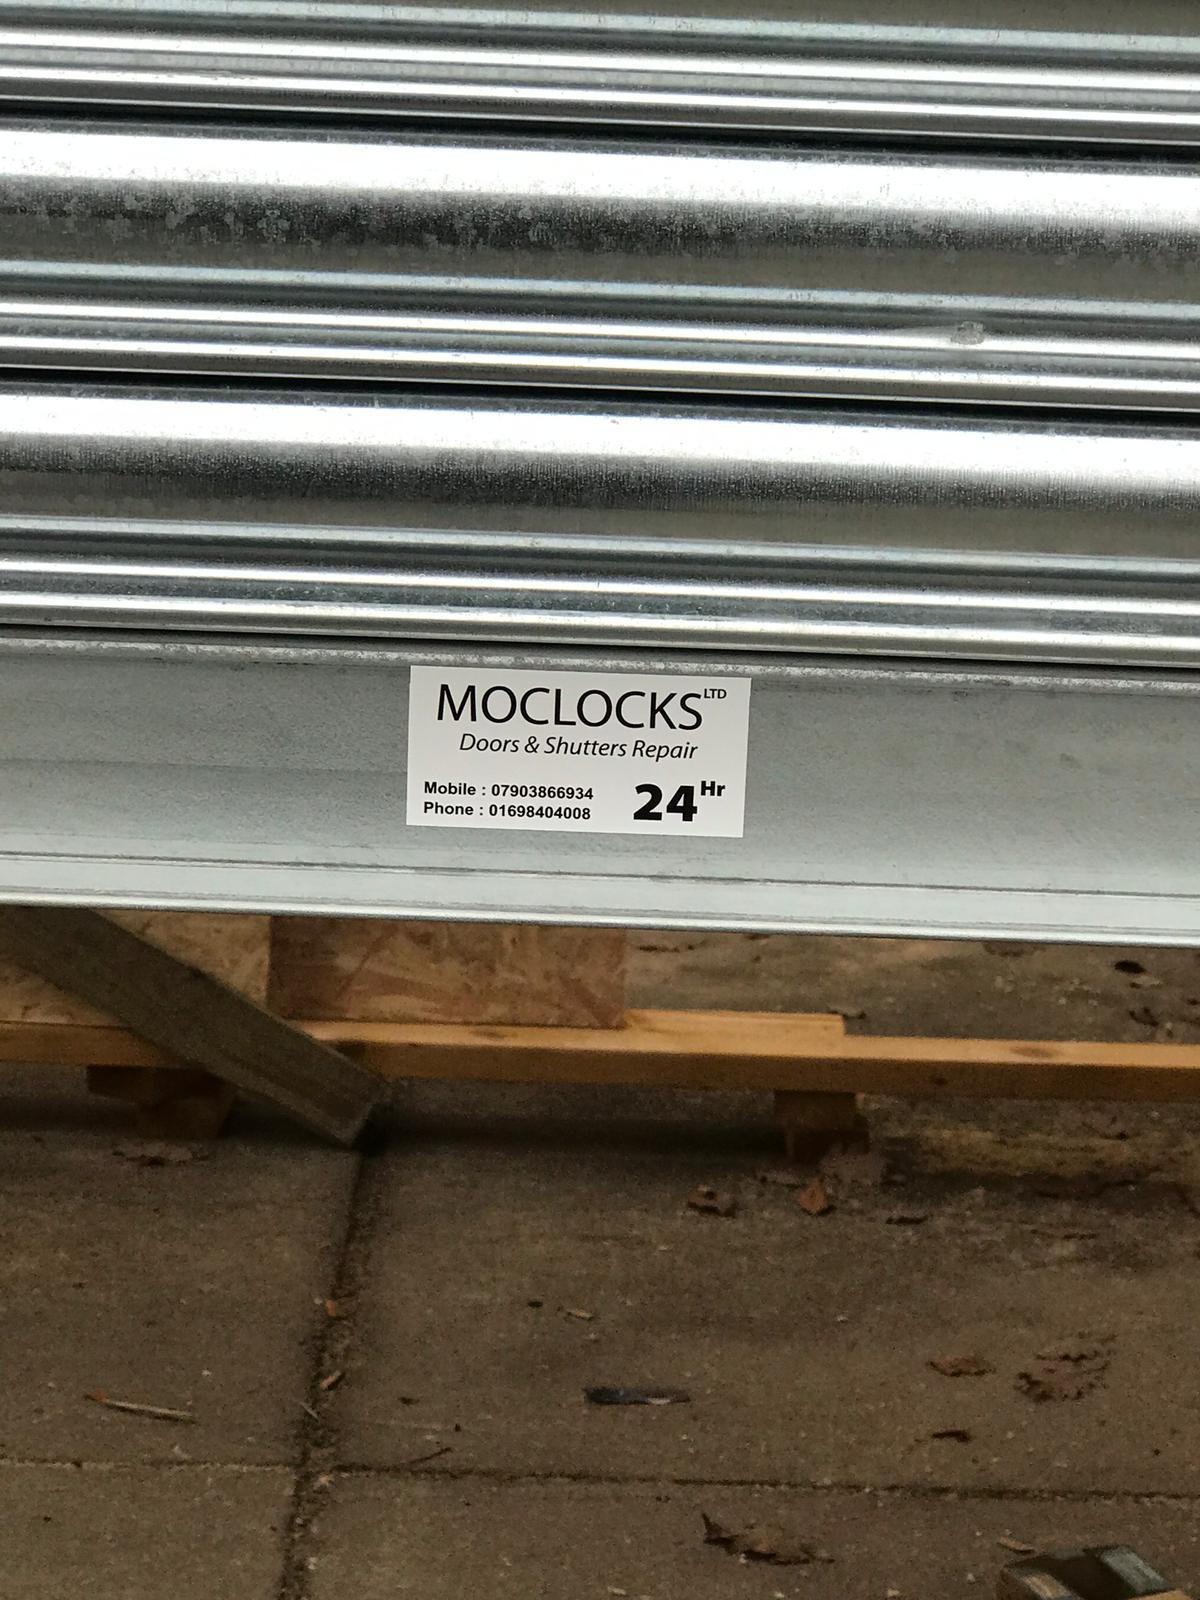 MOCLOCKS LTD
Doors & Shutters Repair
Mobile : 07903866934
Phone : 01698404008
24Hr